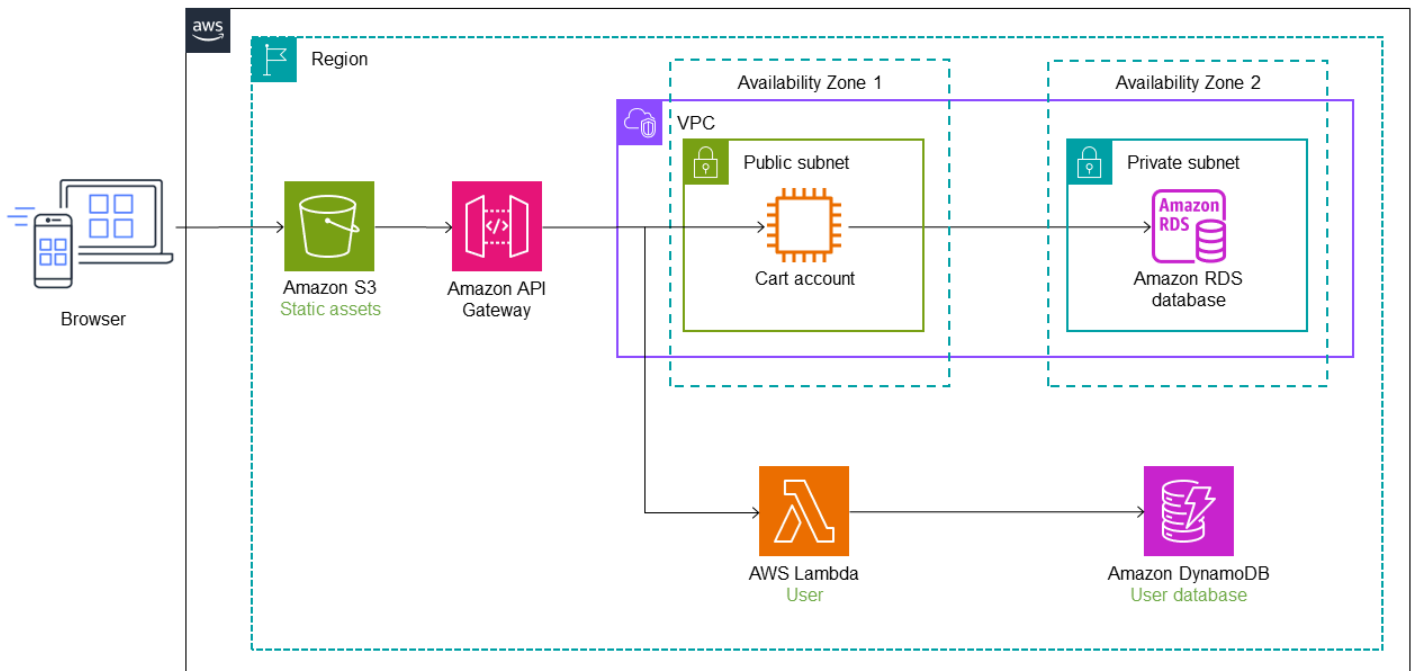 aws
Region
Availability Zone 1
Availability Zone 2
VPC
Public subnet
Private subnet
Amazon
RDS
</>
Cart account
Amazon RDS
database
Amazon S3
Static assets
Amazon API
Gateway
Browser
AWS Lambda
User
Amazon DynamoDB
User database